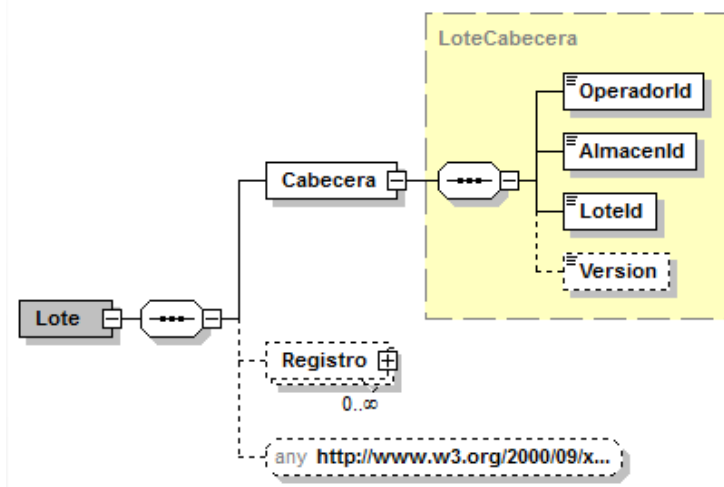 LoteCabecera
OperadorId
AlmacenId
Cabecera
LoteId
Version
Lote
Registro
0..∞
any http://www.w3.org/2000/09/x...